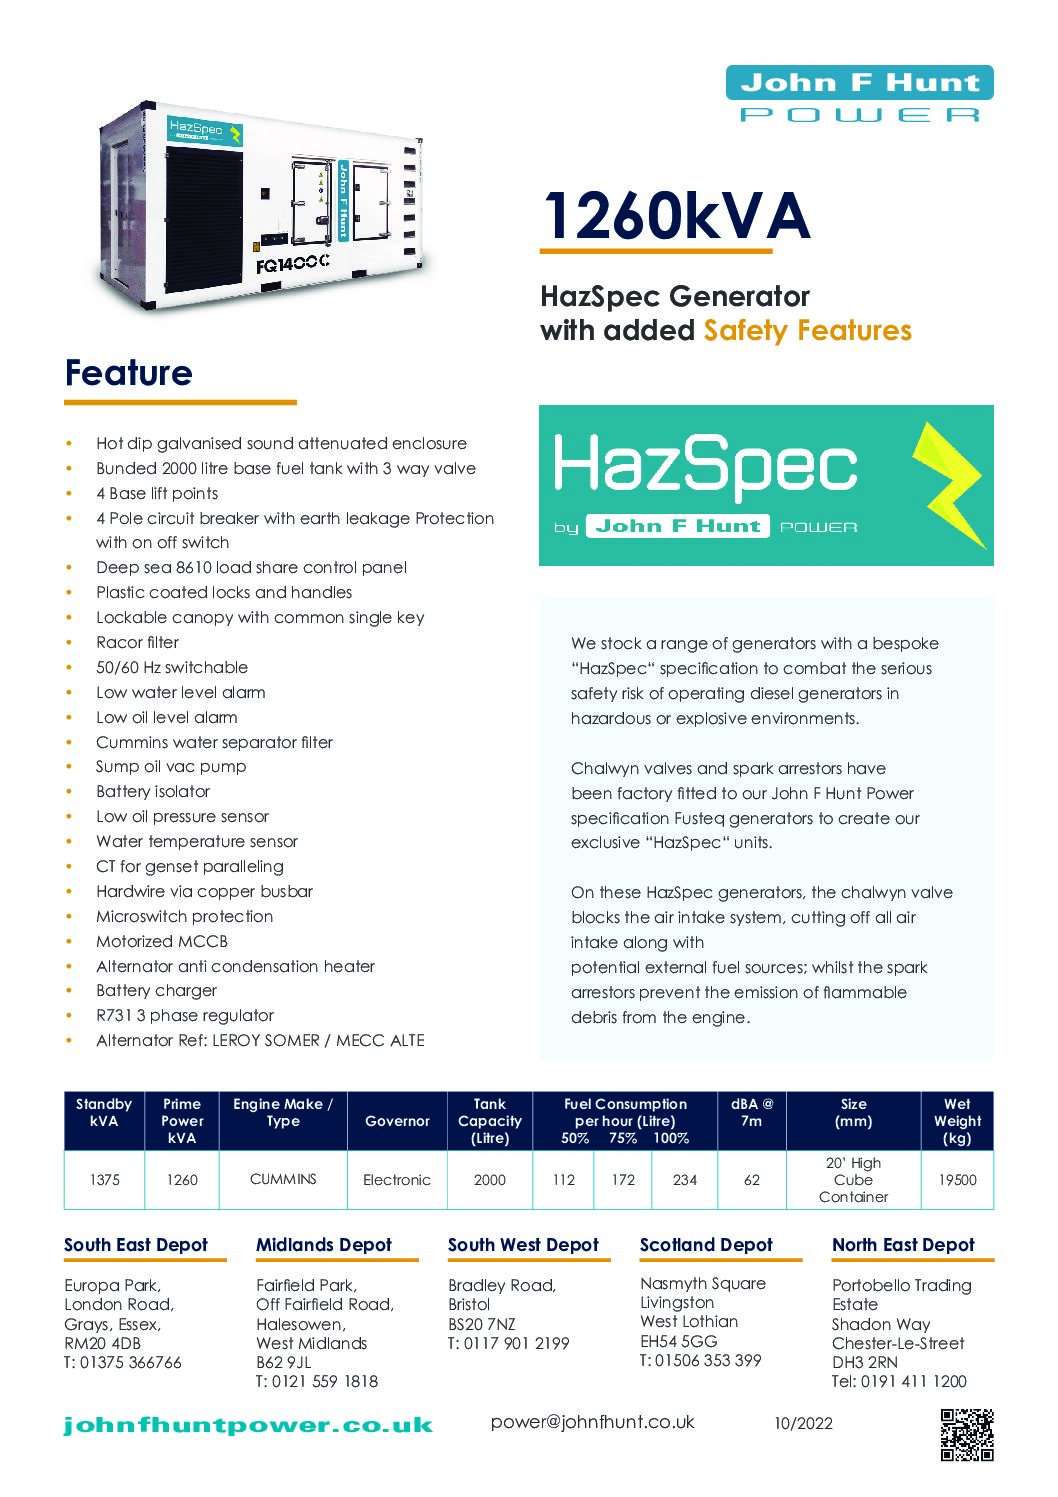 John F Hunt
POWER
HazSpec
John F Hunt
FG1400C
1260kVA
HazSpec Generator
with added Safety Features
Feature
• Hot dip galvanised sound attenuated enclosure
• Bunded 2000 litre base fuel tank with 3 way valve
• 4 Base lift points
• 4 Pole circuit breaker with earth leakage Protection
with on off switch
• Deep sea 8610 load share control panel
• Plastic coated locks and handles
• Lockable canopy with common single key
• Racor filter
• 50/60 Hz switchable
• Low water level alarm
• Low oil level alarm
• Cummins water separator filter
• Sump oil vac pump
• Battery isolator
• Low oil pressure sensor
• Water temperature sensor
• CT for genset paralleling
• Hardwire via copper busbar
• Microswitch protection
• Motorized MCCB
• Alternator anti condensation heater
• Battery charger
• R731 3 phase regulator
• Alternator Ref: LEROY SOMER / MECC ALTE
HazSpec
by John F Hunt POWER
We stock a range of generators with a bespoke
“HazSpec“ specification to combat the serious
safety risk of operating diesel generators in
hazardous or explosive environments.
Chalwyn valves and spark arrestors have
been factory fitted to our John F Hunt Power
specification Fusteq generators to create our
exclusive “HazSpec“ units.
On these HazSpec generators, the chalwyn valve
blocks the air intake system, cutting off all air
intake along with
potential external fuel sources; whilst the spark
arrestors prevent the emission of flammable
debris from the engine.
Standby kVA
Prime Power kVA
Engine Make / Type
Governor
Tank Capacity (Litre)
Fuel Consumption per hour (Litre)
50% 75% 100%
dBA @ 7m
Size (mm)
Wet Weight (kg)
1375 1260 CUMMINS Electronic 2000 112 172 234 62 20’ High Cube Container 19500
South East Depot
Europa Park,
London Road,
Grays, Essex,
RM20 4DB
T: 01375 366766
Midlands Depot
Fairfield Park,
Off Fairfield Road,
Halesowen,
West Midlands
B62 9JL
T: 0121 559 1818
South West Depot
Bradley Road,
Bristol
BS20 7NZ
T: 0117 901 2199
Scotland Depot
Nasmyth Square
Livingston
West Lothian
EH54 5GG
T: 01506 353 399
North East Depot
Portobello Trading
Estate
Shadon Way
Chester-Le-Street
DH3 2RN
Tel: 0191 411 1200
johnfhuntpower.co.uk
power@johnfhunt.co.uk
10/2022